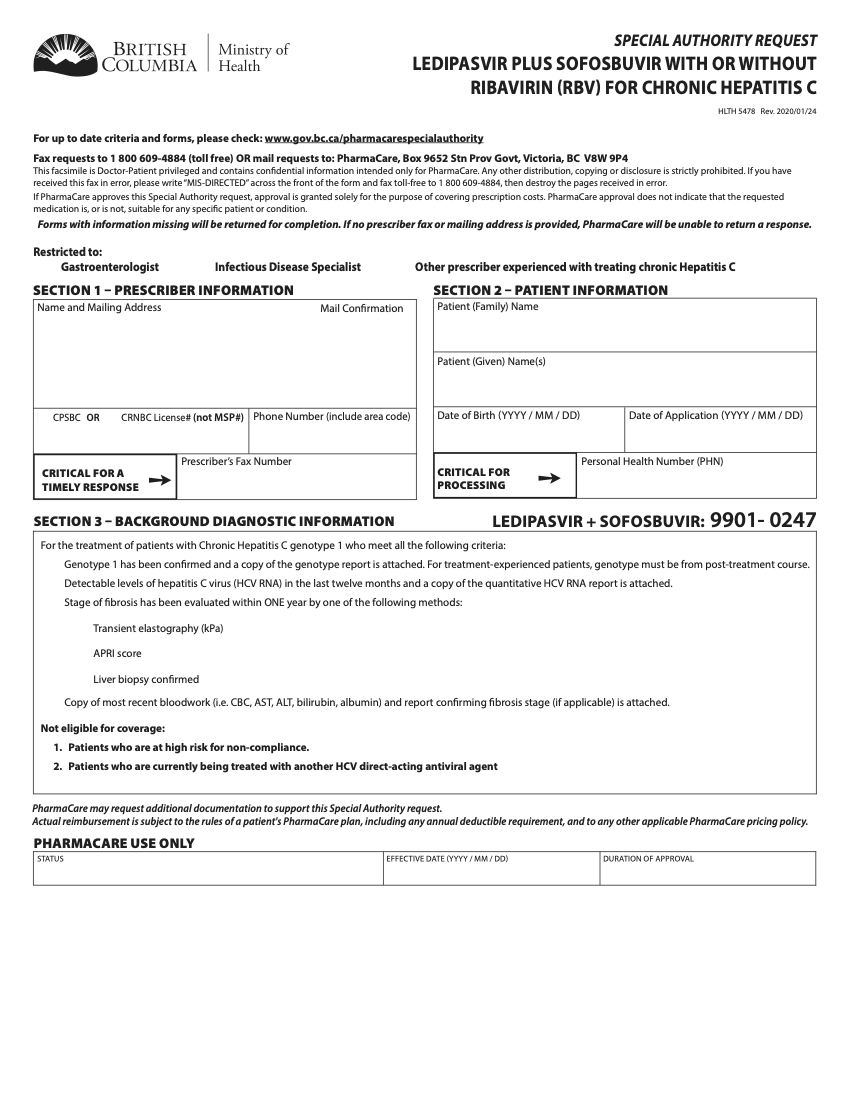 BRITISH
COLUMBIA
Ministry of
Health
SPECIAL AUTHORITY REQUEST
LEDIPASVIR PLUS SOFOSBUVIR WITH OR WITHOUT
RIBAVIRIN (RBV) FOR CHRONIC HEPATITIS C
HLTH 5478 Rev. 2020/01/24
For up to date criteria and forms, please check: www.gov.bc.ca/pharmacarespecialauthority
Fax requests to 1 800 609-4884 (toll free) OR mail requests to: PharmaCare, Box 9652 Stn Prov Govt, Victoria, BC V8W 9P4
This facsimile is Doctor-Patient privileged and contains confidential information intended only for PharmaCare. Any other distribution, copying or disclosure is strictly prohibited. If you have
received this fax in error, please write "MIS-DIRECTED" across the front of the form and fax toll-free to 1 800 609-4884, then destroy the pages received in error.
If PharmaCare approves this Special Authority request, approval is granted solely for the purpose of covering prescription costs. PharmaCare approval does not indicate that the requested
medication is, or is not, suitable for any specific patient or condition.
Forms with information missing will be returned for completion. If no prescriber fax or mailing address is provided, PharmaCare will be unable to return a response.
Restricted to:
Gastroenterologist Infectious Disease Specialist Other prescriber experienced with treating chronic Hepatitis C
SECTION 1 – PRESCRIBER INFORMATION
Name and Mailing Address Mail Confirmation
CPSBC OR CRNBC License# (not MSP#) Phone Number (include area code)
CRITICAL FOR A
TIMELY RESPONSE
Prescriber's Fax Number
SECTION 2 – PATIENT INFORMATION
Patient (Family) Name
Patient (Given) Name(s)
Date of Birth (YYYY / MM / DD) Date of Application (YYYY / MM / DD)
CRITICAL FOR
PROCESSING
Personal Health Number (PHN)
SECTION 3 – BACKGROUND DIAGNOSTIC INFORMATION LEDIPASVIR + SOFOSBUVIR: 9901- 0247
For the treatment of patients with Chronic Hepatitis C genotype 1 who meet all the following criteria:
Genotype 1 has been confirmed and a copy of the genotype report is attached. For treatment-experienced patients, genotype must be from post-treatment course.
Detectable levels of hepatitis C virus (HCV RNA) in the last twelve months and a copy of the quantitative HCV RNA report is attached.
Stage of fibrosis has been evaluated within ONE year by one of the following methods:
Transient elastography (kPa)
APRI score
Liver biopsy confirmed
Copy of most recent bloodwork (i.e. CBC, AST, ALT, bilirubin, albumin) and report confirming fibrosis stage (if applicable) is attached.
Not eligible for coverage:
1. Patients who are at high risk for non-compliance.
2. Patients who are currently being treated with another HCV direct-acting antiviral agent
PharmaCare may request additional documentation to support this Special Authority request.
Actual reimbursement is subject to the rules of a patient's PharmaCare plan, including any annual deductible requirement, and to any other applicable PharmaCare pricing policy.
PHARMACARE USE ONLY
STATUS EFFECTIVE DATE (YYYY / MM / DD) DURATION OF APPROVAL